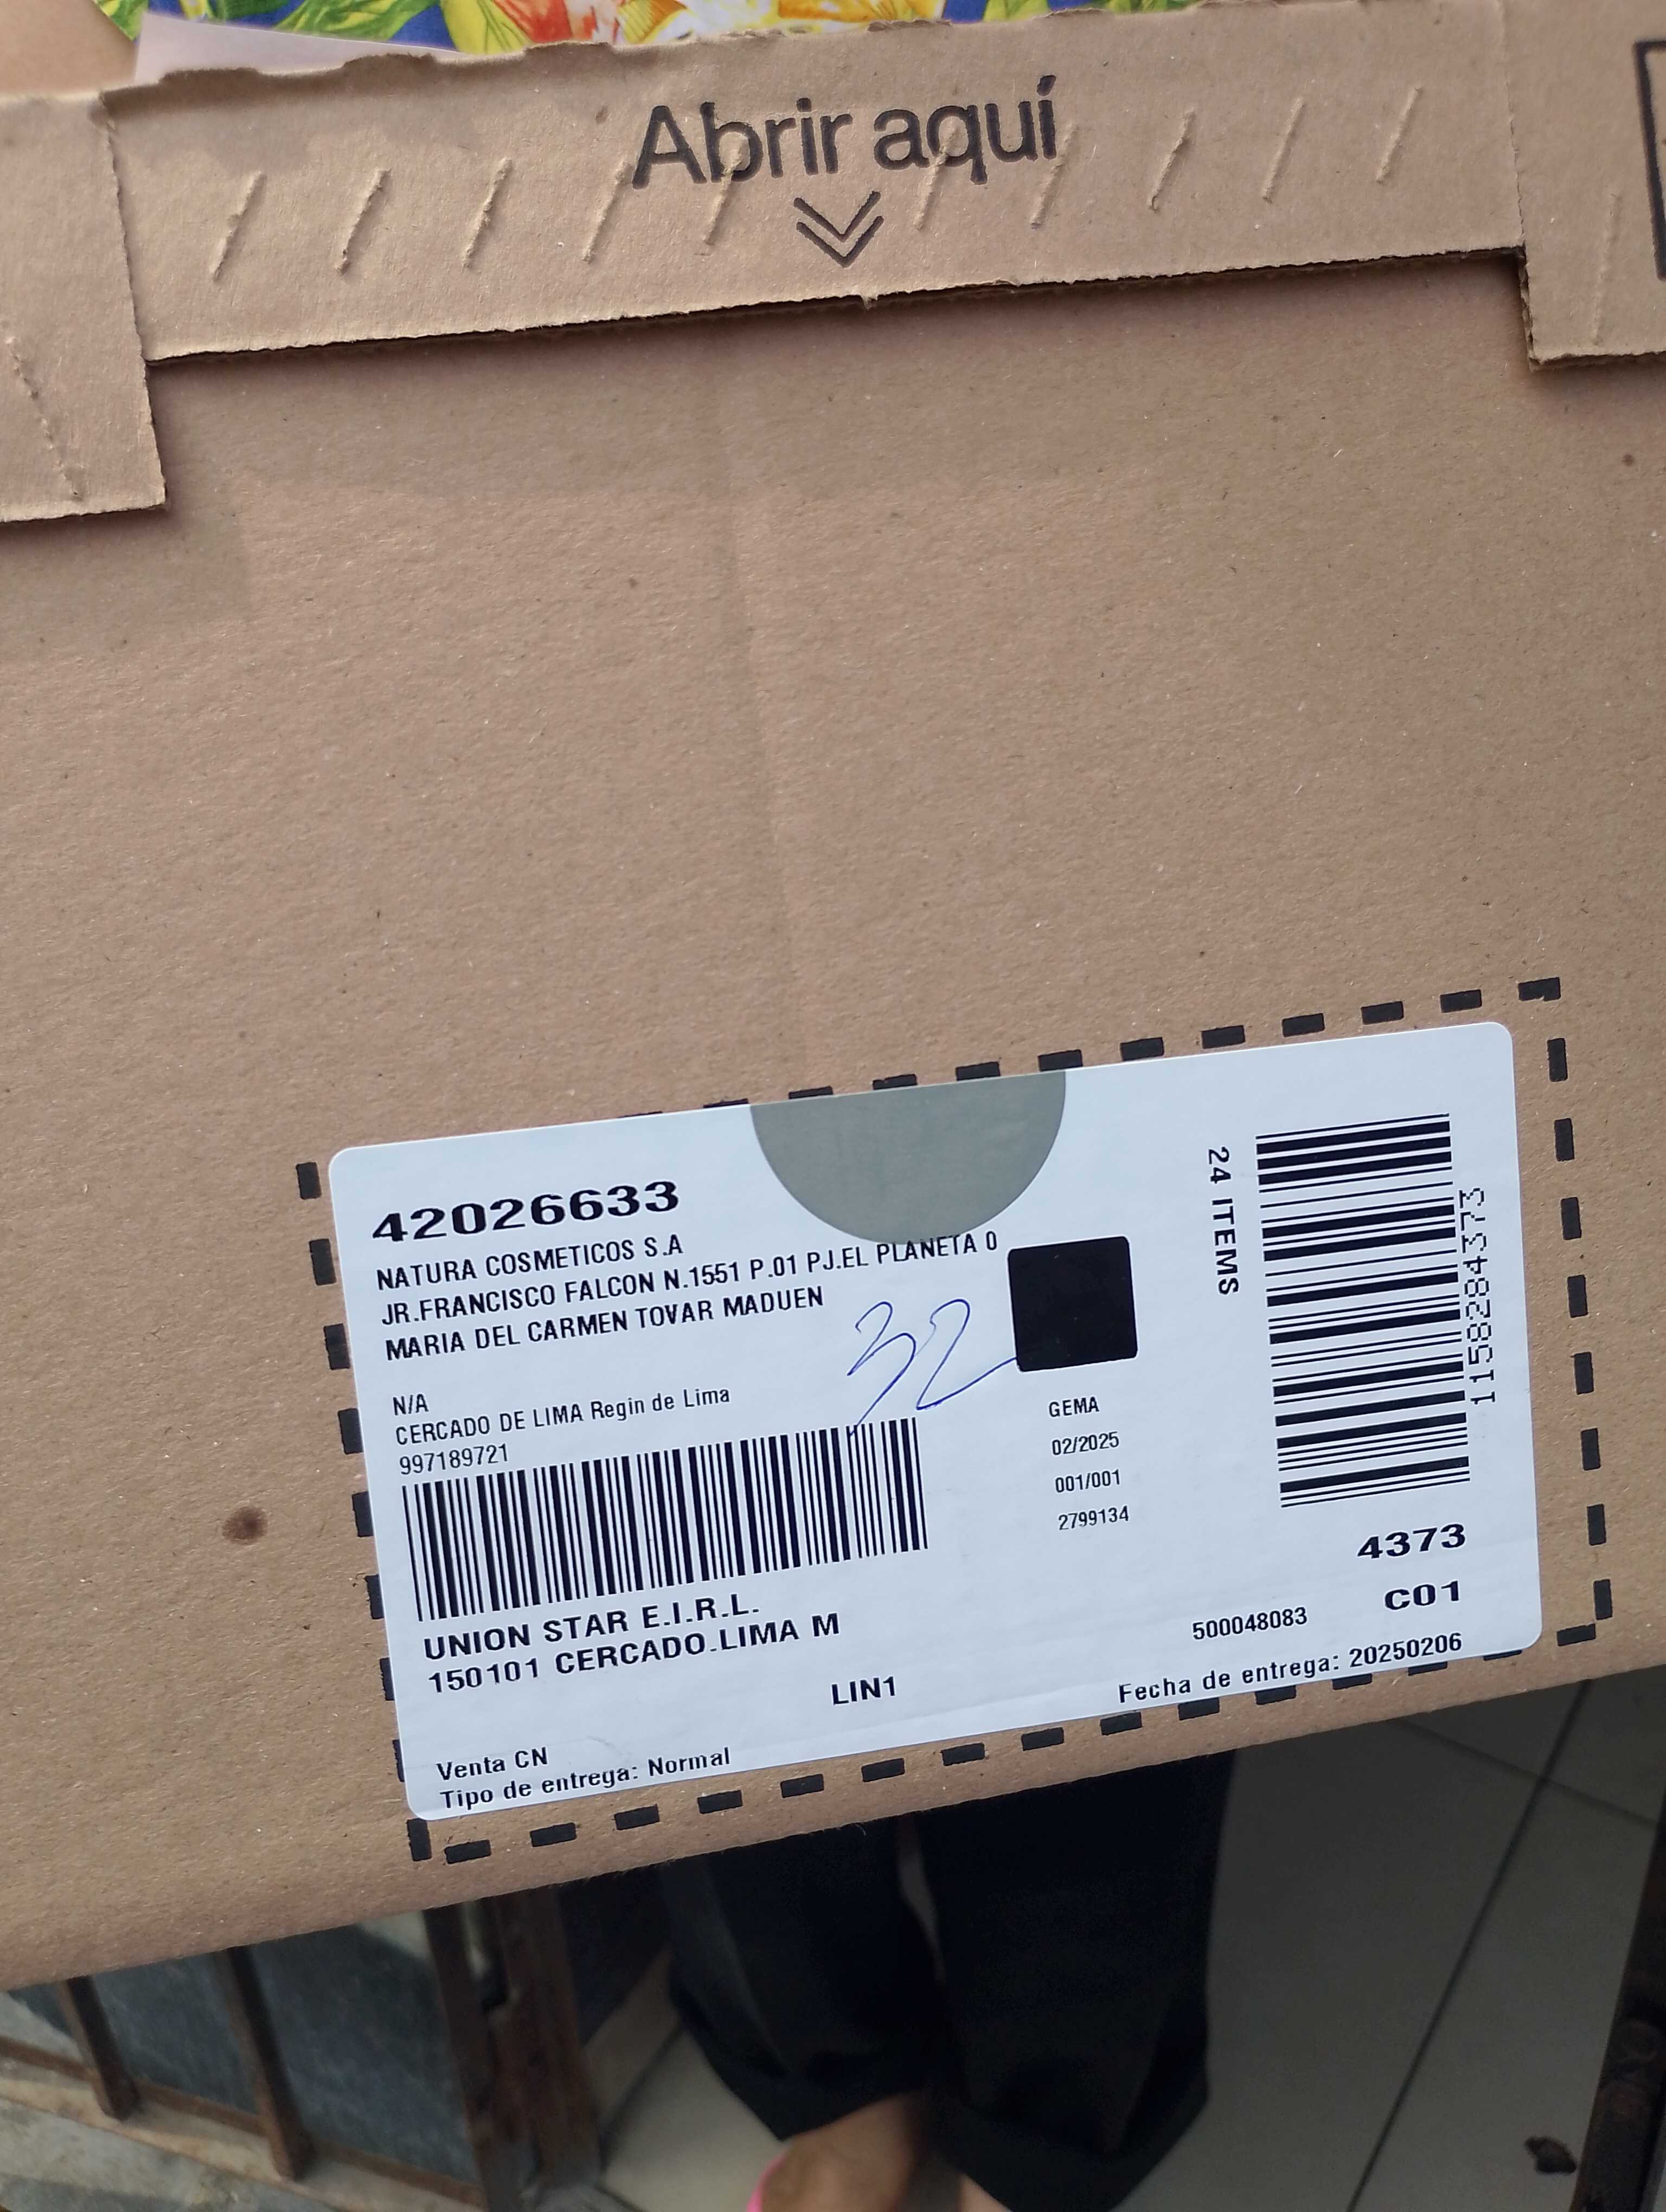 Abrir aquí
42026633
NATURA COSMETICOS S.A
JR.FRANCISCO FALCON N.1551 P.01 PJ.EL PLANETA 0
MARIA DEL CARMEN TOVAR MADUEN
32
N/A
CERCADO DE LIMA Regin de Lima
997189721
UNION STAR E.I.R.L.
150101 CERCADO.LIMA M
LIN1
Venta CN
Tipo de entrega: Normal
GEMA
02/2025
001/001
2799134
24 ITEMS
1158284373
4373
C01
500048083
Fecha de entrega: 20250206